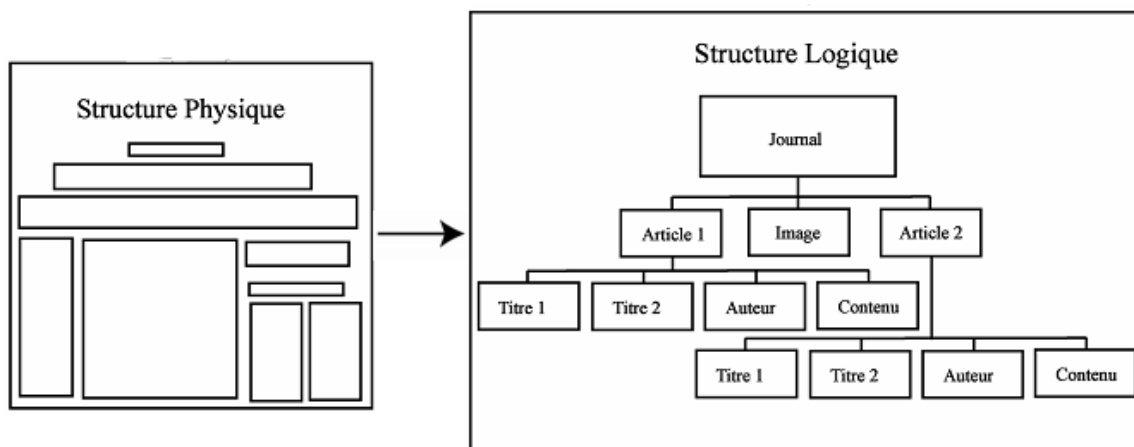 Structure Physique
Structure Logique
Journal
Article 1
Image
Article 2
Titre 1
Titre 2
Auteur
Contenu
Titre 1
Titre 2
Auteur
Contenu